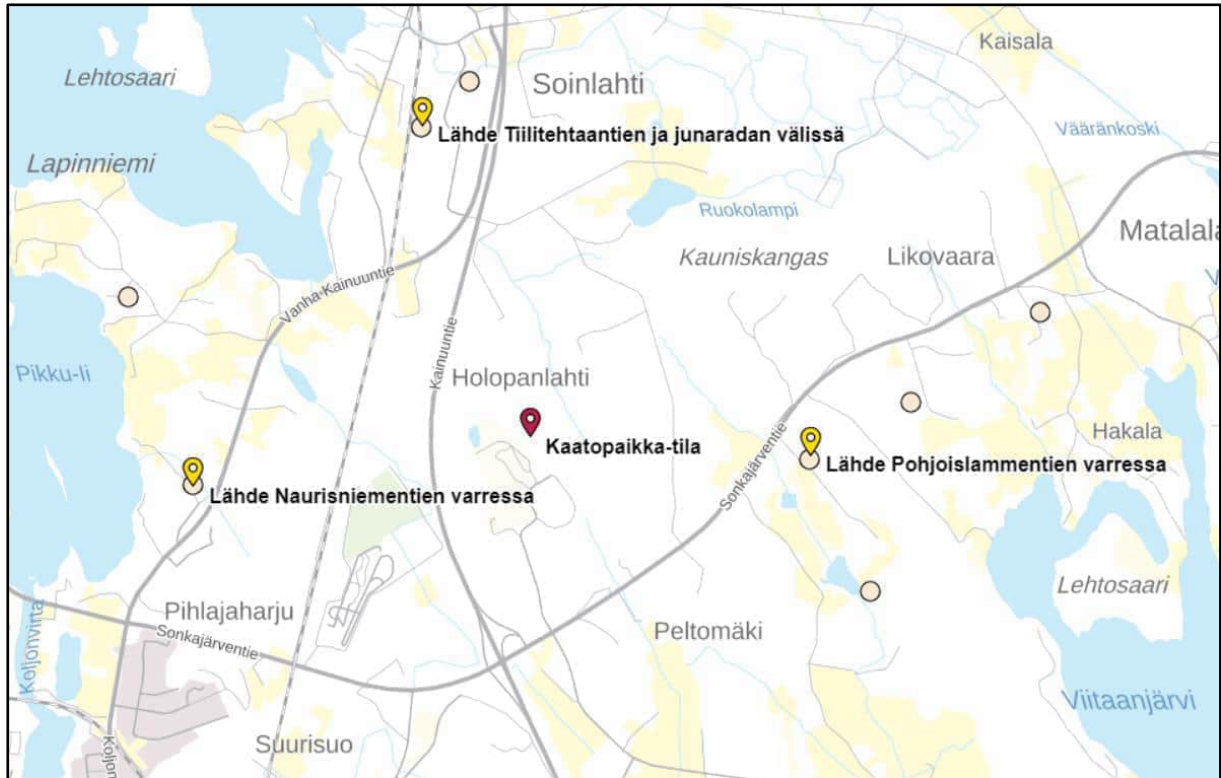 Kaisala
Lehtosaari
Soinlahti
Lähde Tiilitehtaantien ja junaradan välissä
Vääränkoski
Lapinniemi
Ruokolampi
Matalala
Kauniskangas
Likovaara
Vanha Kainuuntie
Kainuuntie
Pikku-Ii
Holopanlahti
Kaatopaikka-tila
Hakala
Lähde Pohjoislammentien varressa
Sonkajärventie
Lähde Naurisniementien varressa
Lehtosaari
Pihlajaharju
Koljonvirta
Sonkajärventie
Peltomäki
Viitaanjärvi
Suurisuo
Koljon